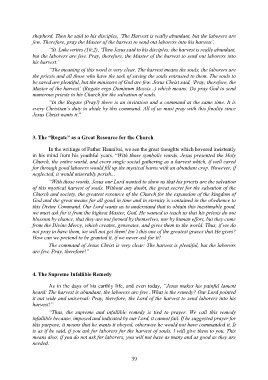 shepherd. Then he said to his disciples, 'The Harvest is really abundant, but the laborers are
few. Therefore, pray the Master of the harvest to send out laborers into his harvest.'
"St. Luke writes (10:2), 'Then Jesus said to his disciples, the harvest is really abundant,
but the laborers are few. Pray, therefore, the Master of the harvest to send out laborers into
his harvest.'
"The meaning of this word is very clear. The harvest means the souls, the laborers are
the priests and all those who have the task of saving the souls entrusted to them. The souls to
be saved are plentiful, but the ministers of God are few. Jesus Christ said, 'Pray, therefore, the
Master of the harvest' (Rogate ergo Dominum Messis...) which means: Do pray God to send
numerous priests to his Church for the salvation of souls.
"In the Rogate [Pray!] there is an invitation and a command at the same time. It is
every Christian's duty to abide by this command. All of us must pray with this finality since
Jesus Christ wants it."
3. The "Rogate" as a Great Resource for the Church
In the writings of Father Hannibal, we see the great thoughts which hovered insistently
in his mind from his youthful years. "With these symbolic words, Jesus presented the Holy
Church, the entire world, and every single social gathering as a harvest which, if well cared
for through good laborers would fill up the mystical barns with an abundant crop. However, if
neglected, it would miserably perish...
"With those words, Jesus our Lord wanted to show us that his priests are the salvation
of this mystical harvest of souls. Without any doubt, the great secret for the salvation of the
Church and society, the greatest resource of the Church for the expansion of the kingdom of
God and the great means for all good in time and in eternity is contained in the obedience to
this Divine Command. Our Lord wants us to understand that to obtain this inestimable good,
we must ask for it from the highest Master, God. He wanted to teach us that his priests do not
blossom by chance, that they are not formed by themselves, nor by human effort, but they come
from the Divine Mercy, which creates, generates, and gives them to the world. Thus, if we do
not pray to have them, we will not get them! Isn't this one of the greatest graces that He gives?
How can we pretend to be granted it, if we never ask for it?
The command of Jesus Christ is very clear: The harvest is plentiful, but the laborers
are few. Pray, therefore!"
4. The Supreme Infallible Remedy
As in the days of his earthly life, and even today, "Jesus makes his painful lament
heard: The harvest is abundant, the laborers are few. What is the remedy? Our Lord pointed
it out wide and universal: Pray, therefore, the Lord of the harvest to send laborers into his
harvest!"
"Thus, the supreme and infallible remedy is tied to prayer. We call this remedy
infallible because, imposed and indicated by our Lord, it cannot fail. If he suggested prayer for
this purpose, it means that he wants it obeyed, otherwise he would not have commanded it. It
is as if he said, if you ask for laborers for the harvest of souls, I will give them to you. This
means also, if you do not ask for laborers, you will not have as many and as good as they are
needed.
39